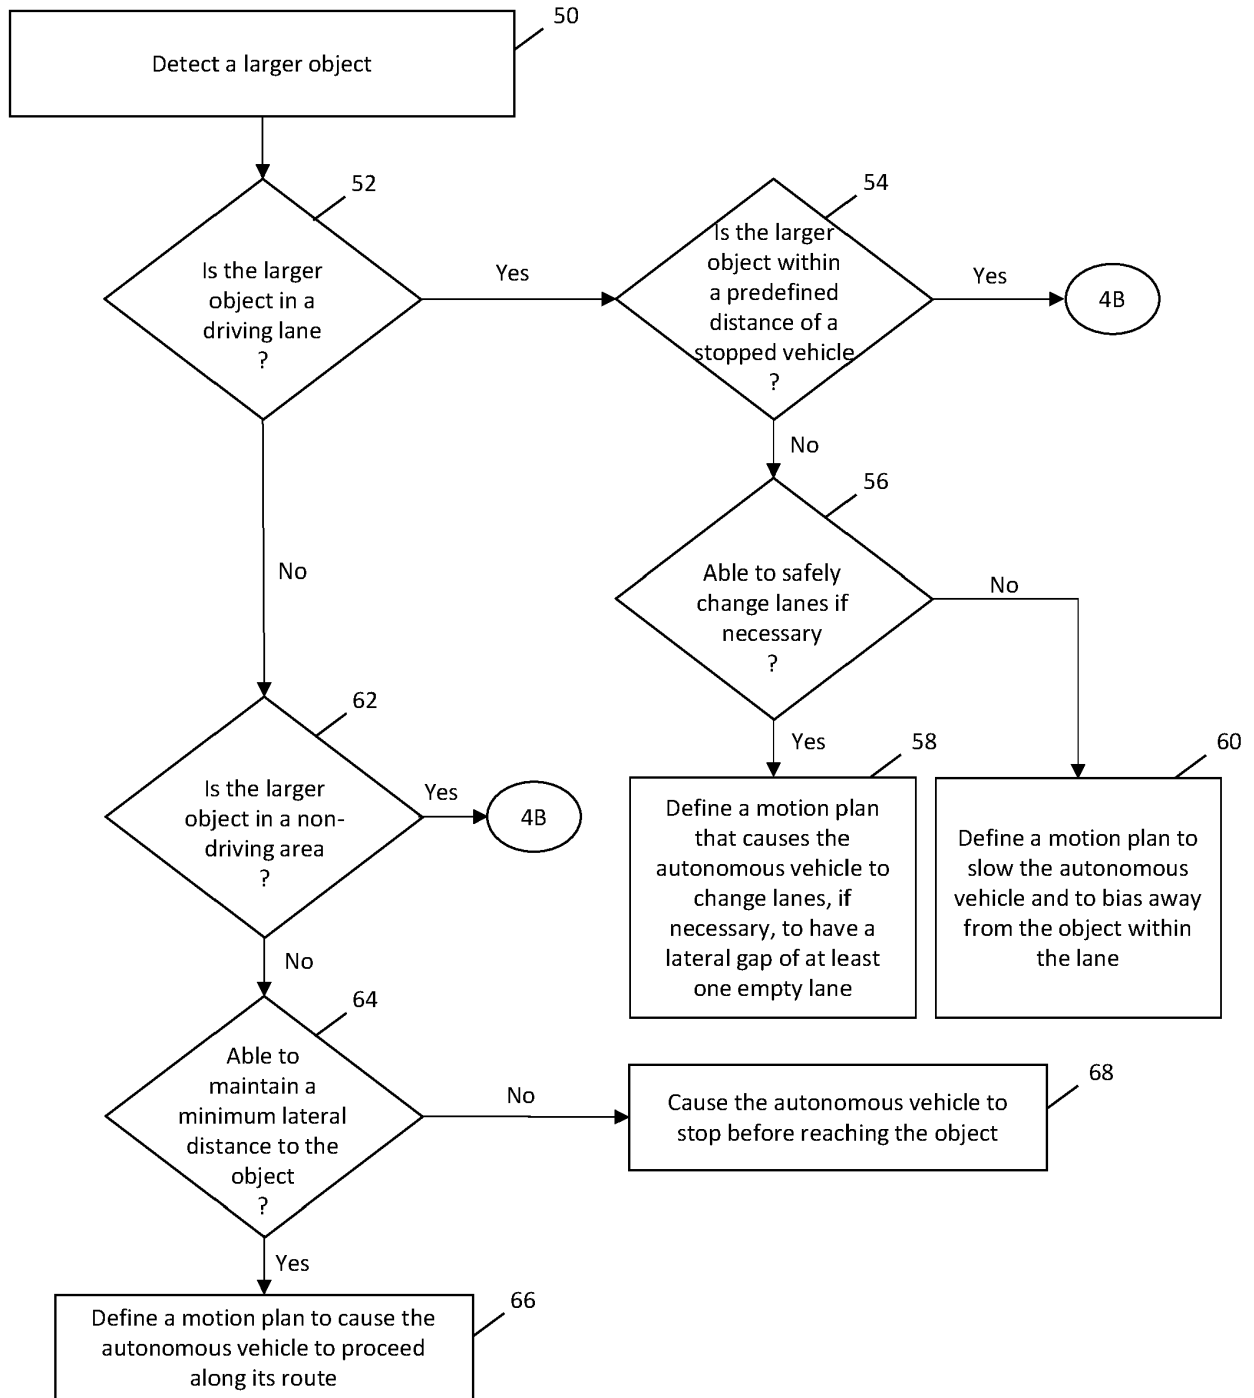 50
Detect a larger object
52
Is the larger
object in a
driving lane
?
Yes
54
Is the larger
object within
a predefined
distance of a
stopped vehicle
?
Yes
4B
No
56
Able to safely
change lanes if
necessary
?
No
Yes
58
Define a motion plan
that causes the
autonomous vehicle to
change lanes, if
necessary, to have a
lateral gap of at least
one empty lane
60
Define a motion plan to
slow the autonomous
vehicle and to bias away
from the object within
the lane
No
62
Is the larger
object in a non-
driving area
?
Yes
4B
No
64
Able to
maintain a
minimum lateral
distance to the
object
?
No
68
Cause the autonomous vehicle to
stop before reaching the object
Yes
66
Define a motion plan to cause the
autonomous vehicle to proceed
along its route